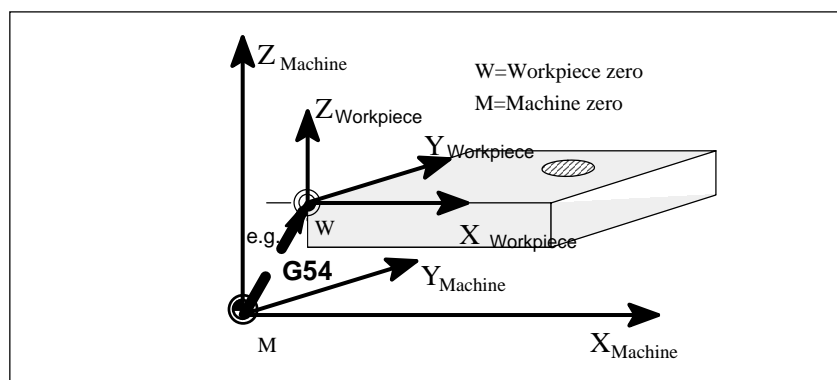 Z Machine
W=Workpiece zero
M=Machine zero
Z Workpiece
Y Workpiece
W
X Workpiece
e.g.
G54
Y Machine
M
X Machine